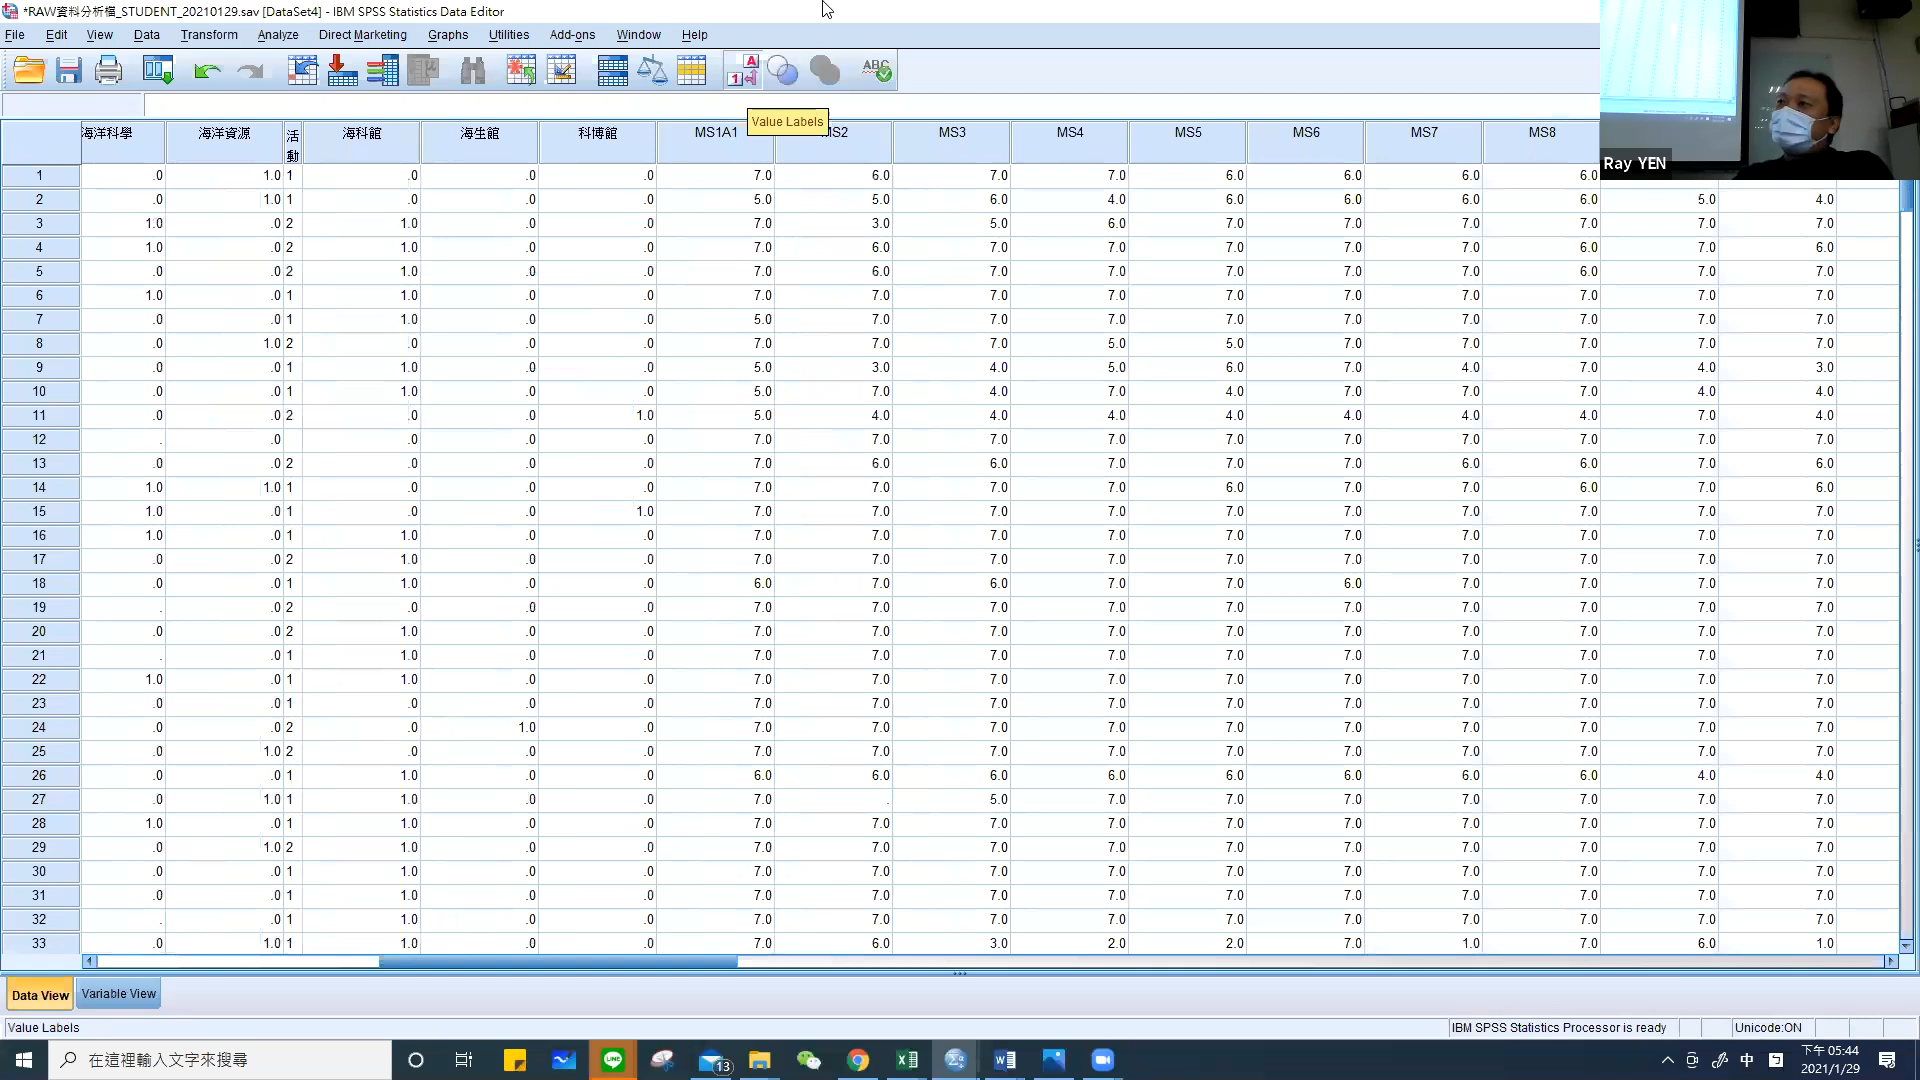 *RAW資料分析檔_STUDENT_20210129.sav [DataSet4] - IBM SPSS Statistics Data Editor
File Edit View Data Transform Analyze Direct Marketing Graphs Utilities Add-ons Window Help
Value Labels
Ray YEN
海洋科學 海洋資源 活動 海科館 海生館 科博館 MS1A1 MS2 MS3 MS4 MS5 MS6 MS7 MS8
1 .0 1.0 1 .0 .0 .0 7.0 6.0 7.0 7.0 6.0 6.0 6.0 6.0
2 .0 1.0 1 .0 .0 .0 5.0 5.0 6.0 4.0 6.0 6.0 6.0 6.0 5.0 4.0
3 1.0 .0 2 1.0 .0 .0 7.0 3.0 5.0 6.0 7.0 7.0 7.0 7.0 7.0 7.0
4 1.0 .0 2 1.0 .0 .0 7.0 6.0 7.0 7.0 7.0 7.0 7.0 6.0 7.0 6.0
5 .0 .0 2 1.0 .0 .0 7.0 6.0 7.0 7.0 7.0 7.0 7.0 6.0 7.0 7.0
6 1.0 .0 1 1.0 .0 .0 7.0 7.0 7.0 7.0 7.0 7.0 7.0 7.0 7.0 7.0
7 .0 .0 1 1.0 .0 .0 5.0 7.0 7.0 7.0 7.0 7.0 7.0 7.0 7.0 7.0
8 .0 1.0 2 .0 .0 .0 7.0 7.0 7.0 5.0 5.0 7.0 7.0 7.0 7.0 7.0
9 .0 .0 1 1.0 .0 .0 5.0 3.0 4.0 5.0 6.0 7.0 4.0 7.0 4.0 3.0
10 .0 .0 1 1.0 .0 .0 5.0 7.0 4.0 7.0 4.0 7.0 7.0 7.0 4.0 4.0
11 .0 .0 2 .0 .0 1.0 5.0 4.0 4.0 4.0 4.0 4.0 4.0 4.0 7.0 4.0
12 . .0 .0 .0 .0 7.0 7.0 7.0 7.0 7.0 7.0 7.0 7.0 7.0 7.0
13 .0 .0 2 .0 .0 .0 7.0 6.0 6.0 7.0 7.0 7.0 6.0 6.0 7.0 6.0
14 1.0 1.0 1 .0 .0 .0 7.0 7.0 7.0 7.0 6.0 7.0 7.0 6.0 7.0 6.0
15 1.0 .0 1 .0 .0 1.0 7.0 7.0 7.0 7.0 7.0 7.0 7.0 7.0 7.0 7.0
16 1.0 .0 1 1.0 .0 .0 7.0 7.0 7.0 7.0 7.0 7.0 7.0 7.0 7.0 7.0
17 .0 .0 2 1.0 .0 .0 7.0 7.0 7.0 7.0 7.0 7.0 7.0 7.0 7.0 7.0
18 .0 .0 1 1.0 .0 .0 6.0 7.0 6.0 7.0 7.0 6.0 7.0 7.0 7.0 7.0
19 . .0 2 .0 .0 .0 7.0 7.0 7.0 7.0 7.0 7.0 7.0 7.0 7.0 7.0
20 .0 .0 2 1.0 .0 .0 7.0 7.0 7.0 7.0 7.0 7.0 7.0 7.0 7.0 7.0
21 . .0 1 1.0 .0 .0 7.0 7.0 7.0 7.0 7.0 7.0 7.0 7.0 7.0 7.0
22 1.0 .0 1 1.0 .0 .0 7.0 7.0 7.0 7.0 7.0 7.0 7.0 7.0 7.0 7.0
23 .0 .0 1 .0 .0 .0 7.0 7.0 7.0 7.0 7.0 7.0 7.0 7.0 7.0 7.0
24 .0 .0 2 .0 1.0 .0 7.0 7.0 7.0 7.0 7.0 7.0 7.0 7.0 7.0 7.0
25 .0 1.0 2 .0 .0 .0 7.0 7.0 7.0 7.0 7.0 7.0 7.0 7.0 7.0 7.0
26 .0 .0 1 1.0 .0 .0 6.0 6.0 6.0 6.0 6.0 6.0 6.0 6.0 4.0 4.0
27 .0 1.0 1 1.0 .0 .0 7.0 . 5.0 7.0 7.0 7.0 7.0 7.0 7.0 7.0
28 1.0 .0 1 1.0 .0 .0 7.0 7.0 7.0 7.0 7.0 7.0 7.0 7.0 7.0 7.0
29 .0 1.0 2 1.0 .0 .0 7.0 7.0 7.0 7.0 7.0 7.0 7.0 7.0 7.0 7.0
30 .0 .0 1 1.0 .0 .0 7.0 7.0 7.0 7.0 7.0 7.0 7.0 7.0 7.0 7.0
31 .0 .0 1 1.0 .0 .0 7.0 7.0 7.0 7.0 7.0 7.0 7.0 7.0 7.0 7.0
32 . .0 1 1.0 .0 .0 7.0 7.0 7.0 7.0 7.0 7.0 7.0 7.0 7.0 7.0
33 .0 1.0 1 1.0 .0 .0 7.0 6.0 3.0 2.0 2.0 7.0 1.0 7.0 6.0 1.0
Data View Variable View
Value Labels IBM SPSS Statistics Processor is ready Unicode:ON
在這裡輸入文字來搜尋 13 中 下午 05:44
2021/1/29